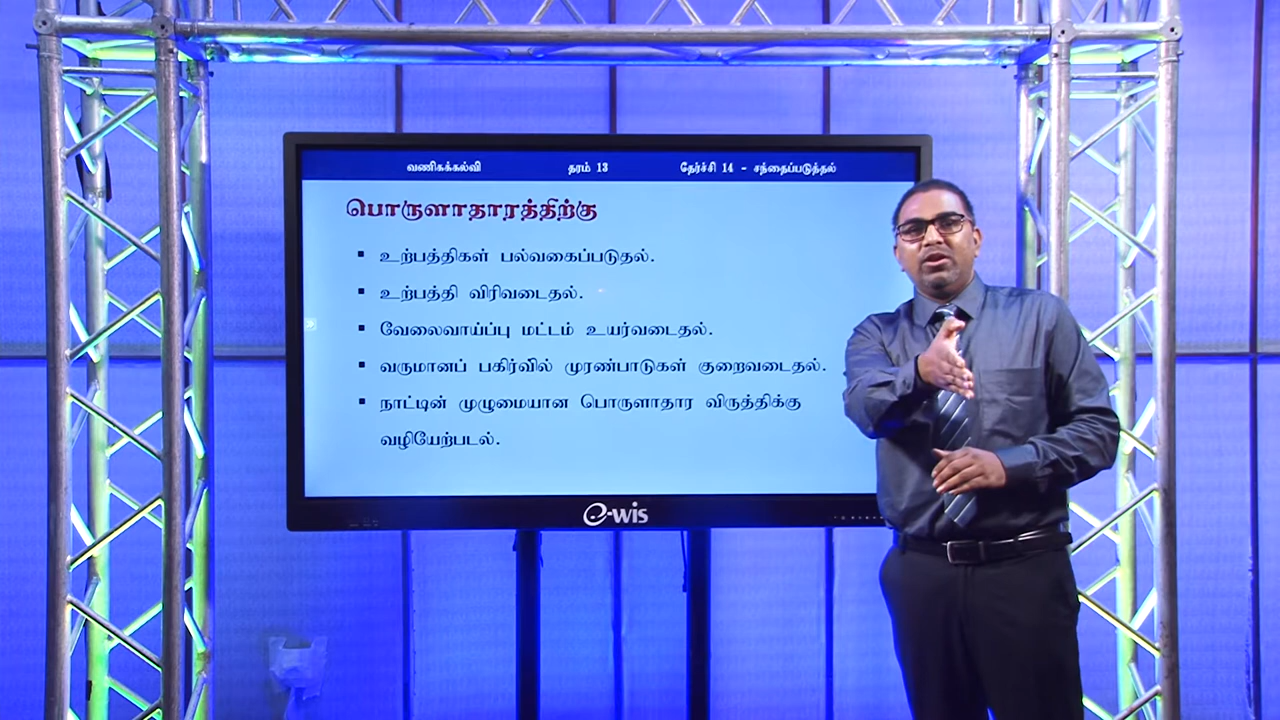 வணிகக்கல்வி தரம் 13 தேர்ச்சி 14 - சந்தைப்படுத்தல்
பொருளாதாரத்திற்கு
▪ உற்பத்திகள் பல்வகைப்படுதல்.
▪ உற்பத்தி விரிவடைதல்.
▪ வேலைவாய்ப்பு மட்டம் உயர்வடைதல்.
▪ வருமானப் பகிர்வில் முரண்பாடுகள் குறைவடைதல்.
▪ நாட்டின் முழுமையான பொருளாதார விருத்திக்கு
வழியேற்படல்.
e-wis